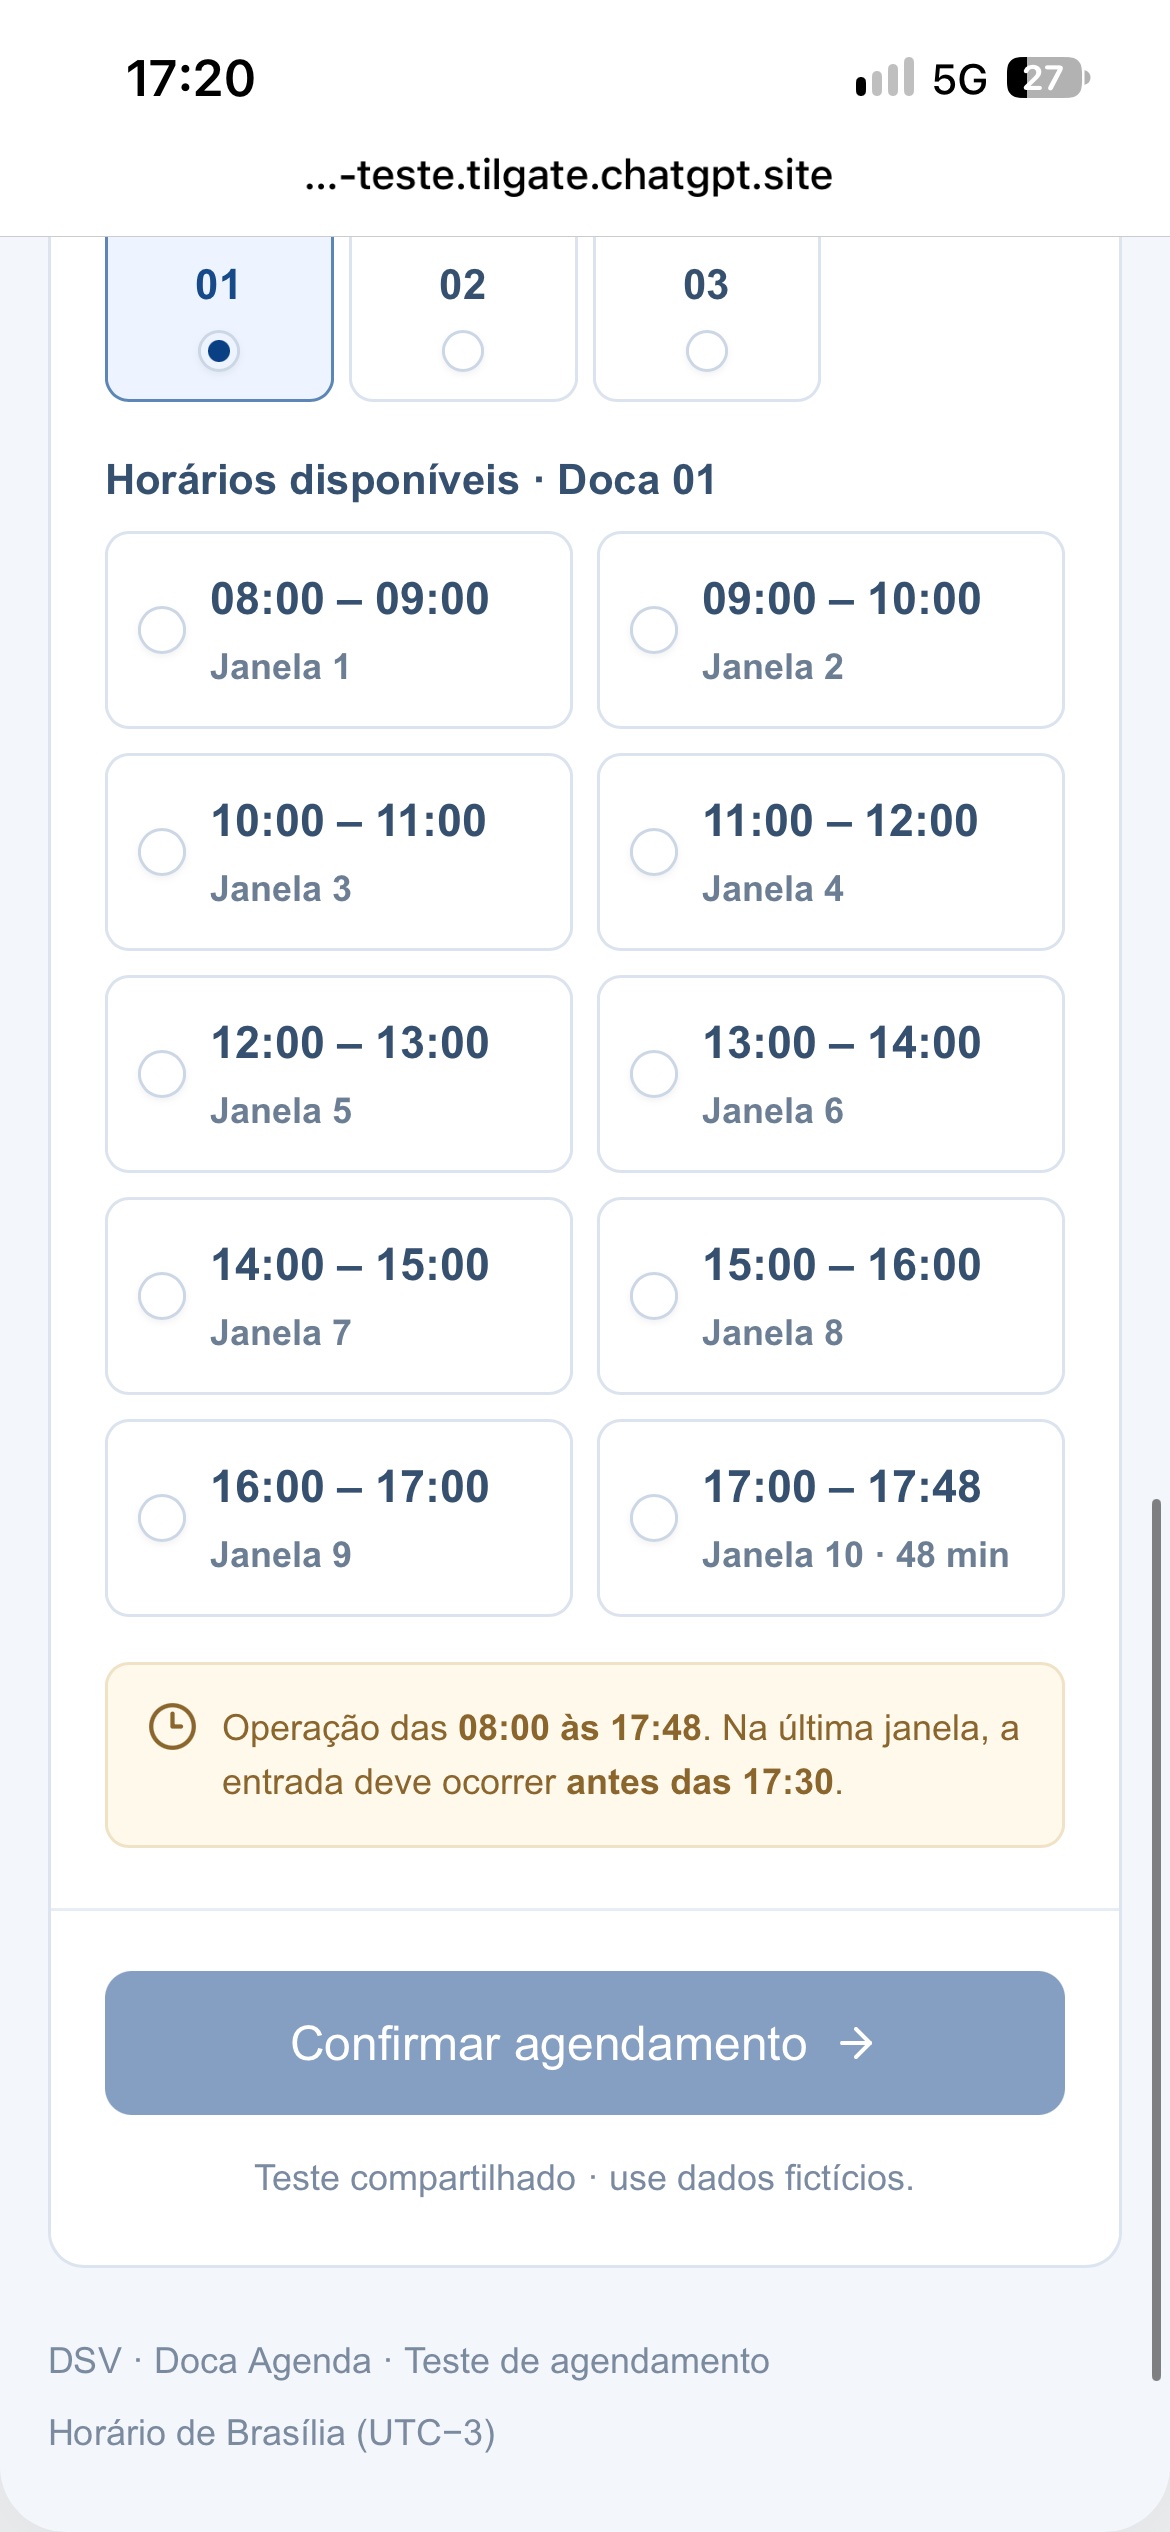 17:20
5G 27
...-teste.tilgate.chatgpt.site
01 02 03
Horários disponíveis · Doca 01
08:00 – 09:00
Janela 1
09:00 – 10:00
Janela 2
10:00 – 11:00
Janela 3
11:00 – 12:00
Janela 4
12:00 – 13:00
Janela 5
13:00 – 14:00
Janela 6
14:00 – 15:00
Janela 7
15:00 – 16:00
Janela 8
16:00 – 17:00
Janela 9
17:00 – 17:48
Janela 10 · 48 min
Operação das 08:00 às 17:48. Na última janela, a
entrada deve ocorrer antes das 17:30.
Confirmar agendamento →
Teste compartilhado · use dados fictícios.
DSV · Doca Agenda · Teste de agendamento
Horário de Brasília (UTC−3)